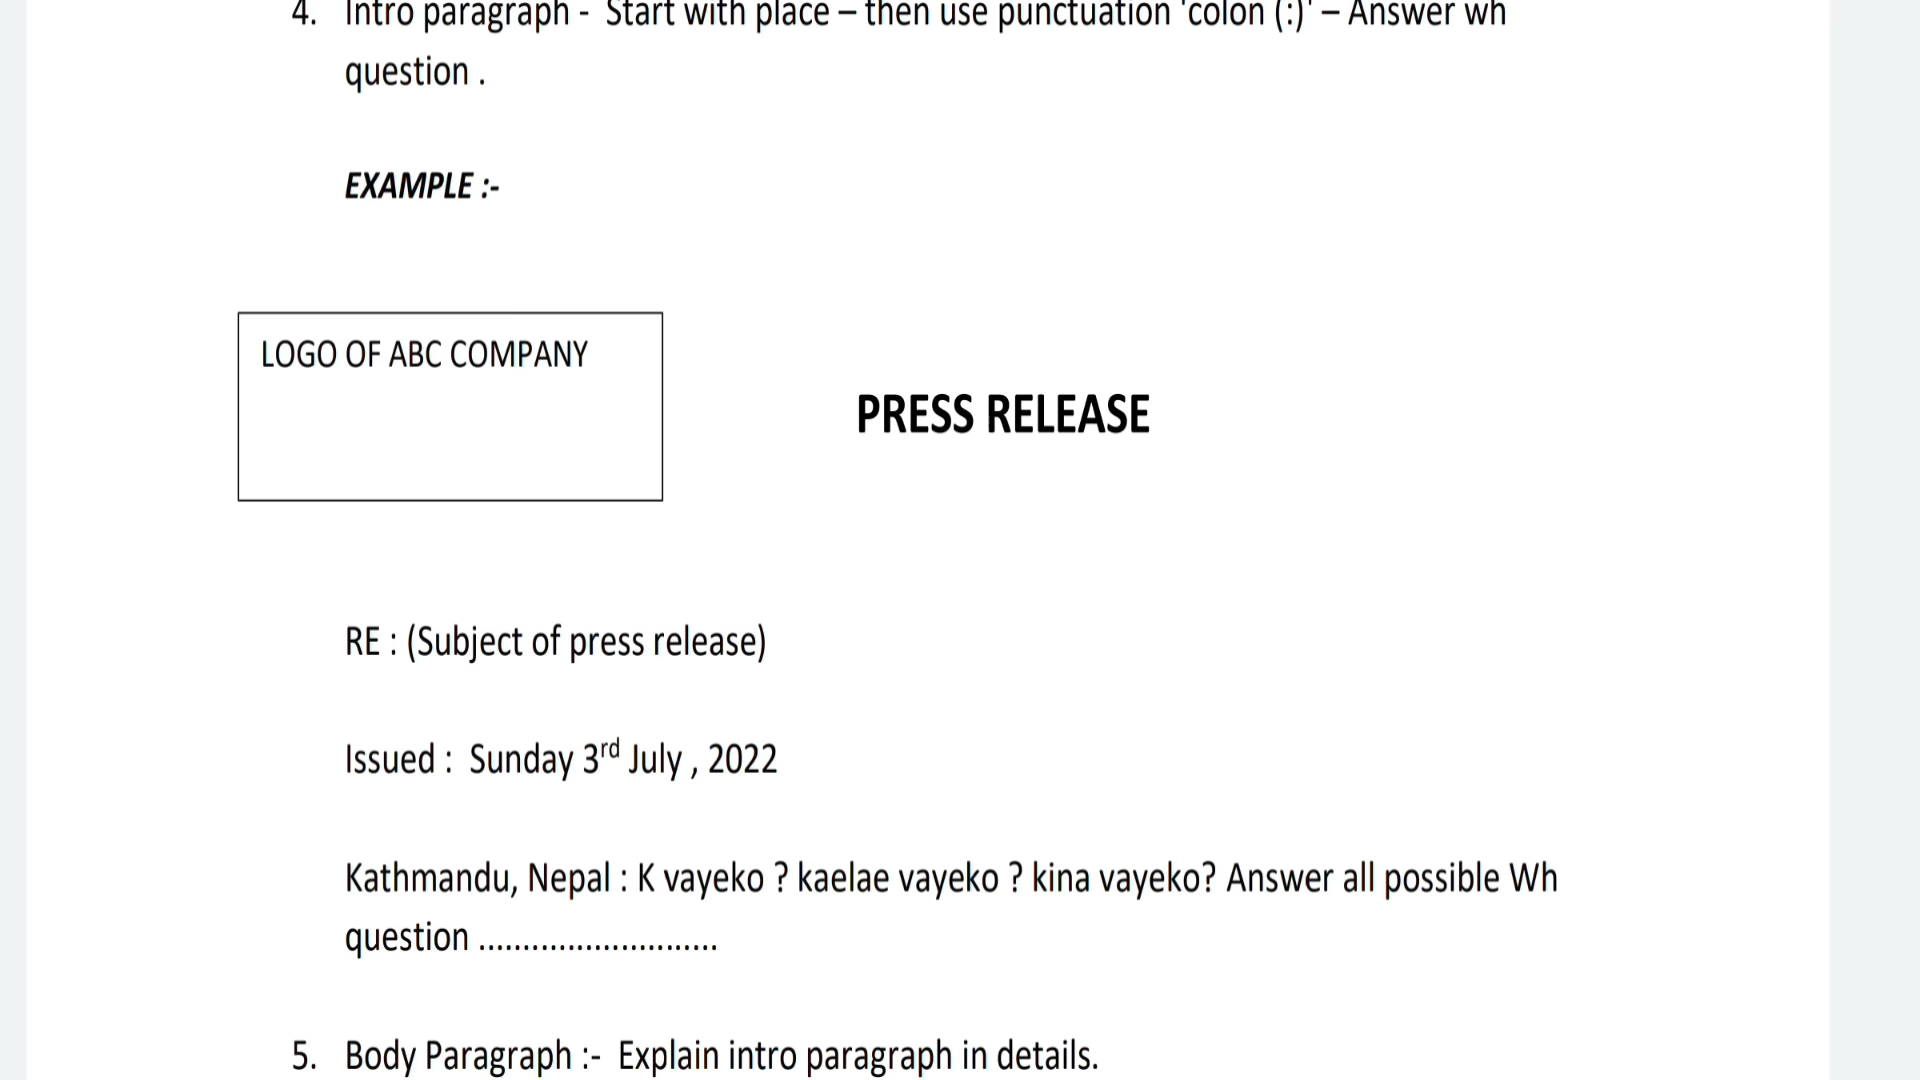 4. Intro paragraph - Start with place – then use punctuation 'colon (:)' – Answer wh
question .
EXAMPLE :-
LOGO OF ABC COMPANY
PRESS RELEASE
RE : (Subject of press release)
Issued : Sunday 3rd July , 2022
Kathmandu, Nepal : K vayeko ? kaelae vayeko ? kina vayeko? Answer all possible Wh
question ...........................
5. Body Paragraph :- Explain intro paragraph in details.